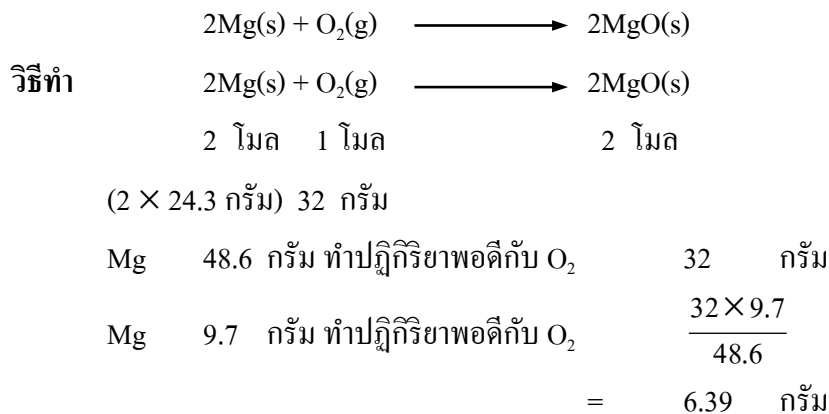 2Mg(s) + O₂(g) ⟶ 2MgO(s)
วิธีทำ 2Mg(s) + O₂(g) ⟶ 2MgO(s)
2 โมล 1 โมล 2 โมล
(2 × 24.3 กรัม) 32 กรัม
Mg 48.6 กรัม ทำปฏิกิริยาพอดีกับ O₂ 32 กรัม
Mg 9.7 กรัม ทำปฏิกิริยาพอดีกับ O₂ 32 × 9.7 / 48.6
= 6.39 กรัม